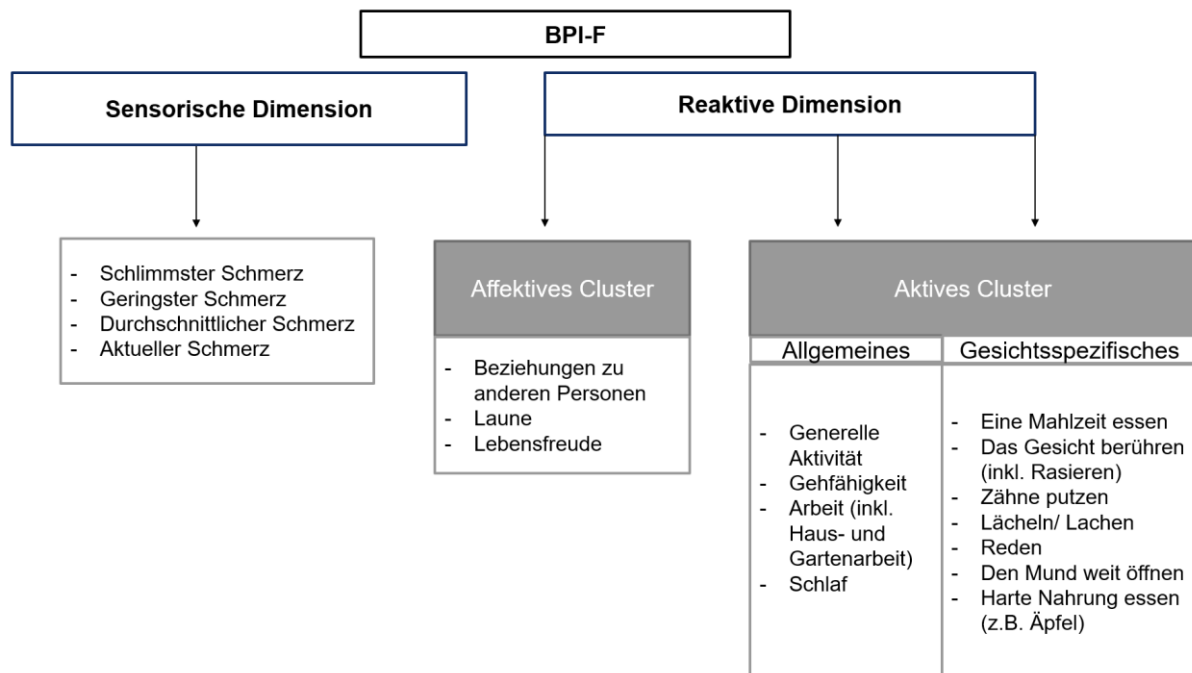 BPI-F
Sensorische Dimension
Reaktive Dimension
- Schlimmster Schmerz
- Geringster Schmerz
- Durchschnittlicher Schmerz
- Aktueller Schmerz
Affektives Cluster
- Beziehungen zu
anderen Personen
- Laune
- Lebensfreude
Aktives Cluster
Allgemeines
- Generelle
Aktivität
- Gehfähigkeit
- Arbeit (inkl.
Haus- und
Gartenarbeit)
- Schlaf
Gesichtsspezifisches
- Eine Mahlzeit essen
- Das Gesicht berühren
(inkl. Rasieren)
- Zähne putzen
- Lächeln/ Lachen
- Reden
- Den Mund weit öffnen
- Harte Nahrung essen
(z.B. Äpfel)